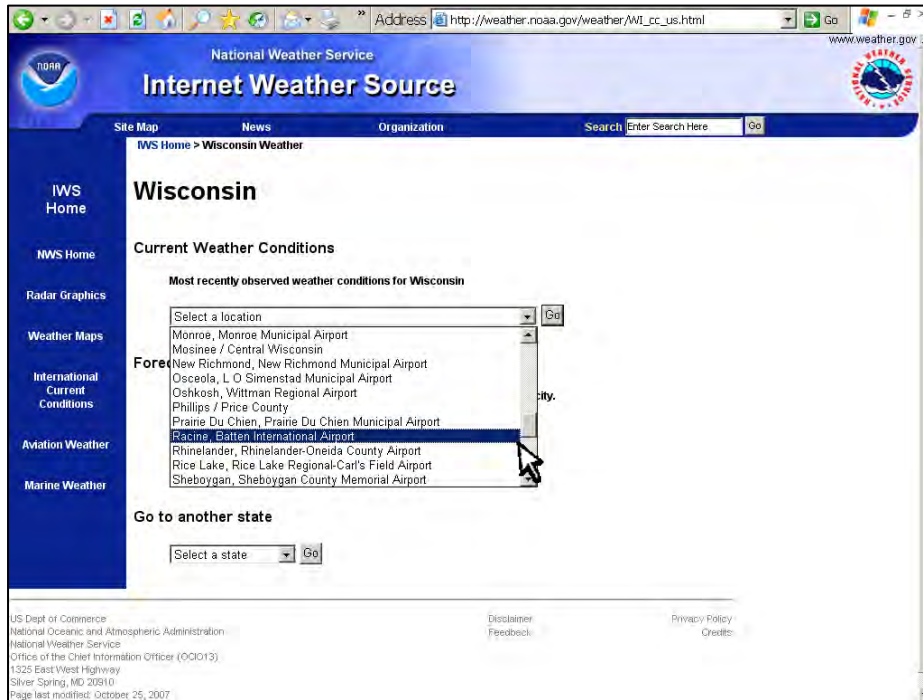 » Address http://weather.noaa.gov/weather/WI_cc_us.html Go
www.weather.gov
NOAA
National Weather Service
Internet Weather Source
Site Map News Organization Search Enter Search Here Go
IWS Home > Wisconsin Weather
IWS
Home
NWS Home
Radar Graphics
Weather Maps
International
Current
Conditions
Aviation Weather
Marine Weather
Wisconsin
Current Weather Conditions
Most recently observed weather conditions for Wisconsin
Select a location Go
Monroe, Monroe Municipal Airport
Mosinee / Central Wisconsin
New Richmond, New Richmond Municipal Airport
Osceola, L O Simenstad Municipal Airport
Oshkosh, Wittman Regional Airport
Phillips / Price County
Prairie Du Chien, Prairie Du Chien Municipal Airport
Racine, Batten International Airport
Rhinelander, Rhinelander-Oneida County Airport
Rice Lake, Rice Lake Regional-Carl's Field Airport
Sheboygan, Sheboygan County Memorial Airport
Fore
city.
Go to another state
Select a state Go
US Dept of Commerce
National Oceanic and Atmospheric Administration
National Weather Service
Office of the Chief Information Officer (OCIO13)
1325 East West Highway
Silver Spring, MD 20910
Page last modified: October 25, 2007
Disclaimer
Feedback
Privacy Policy
Credits